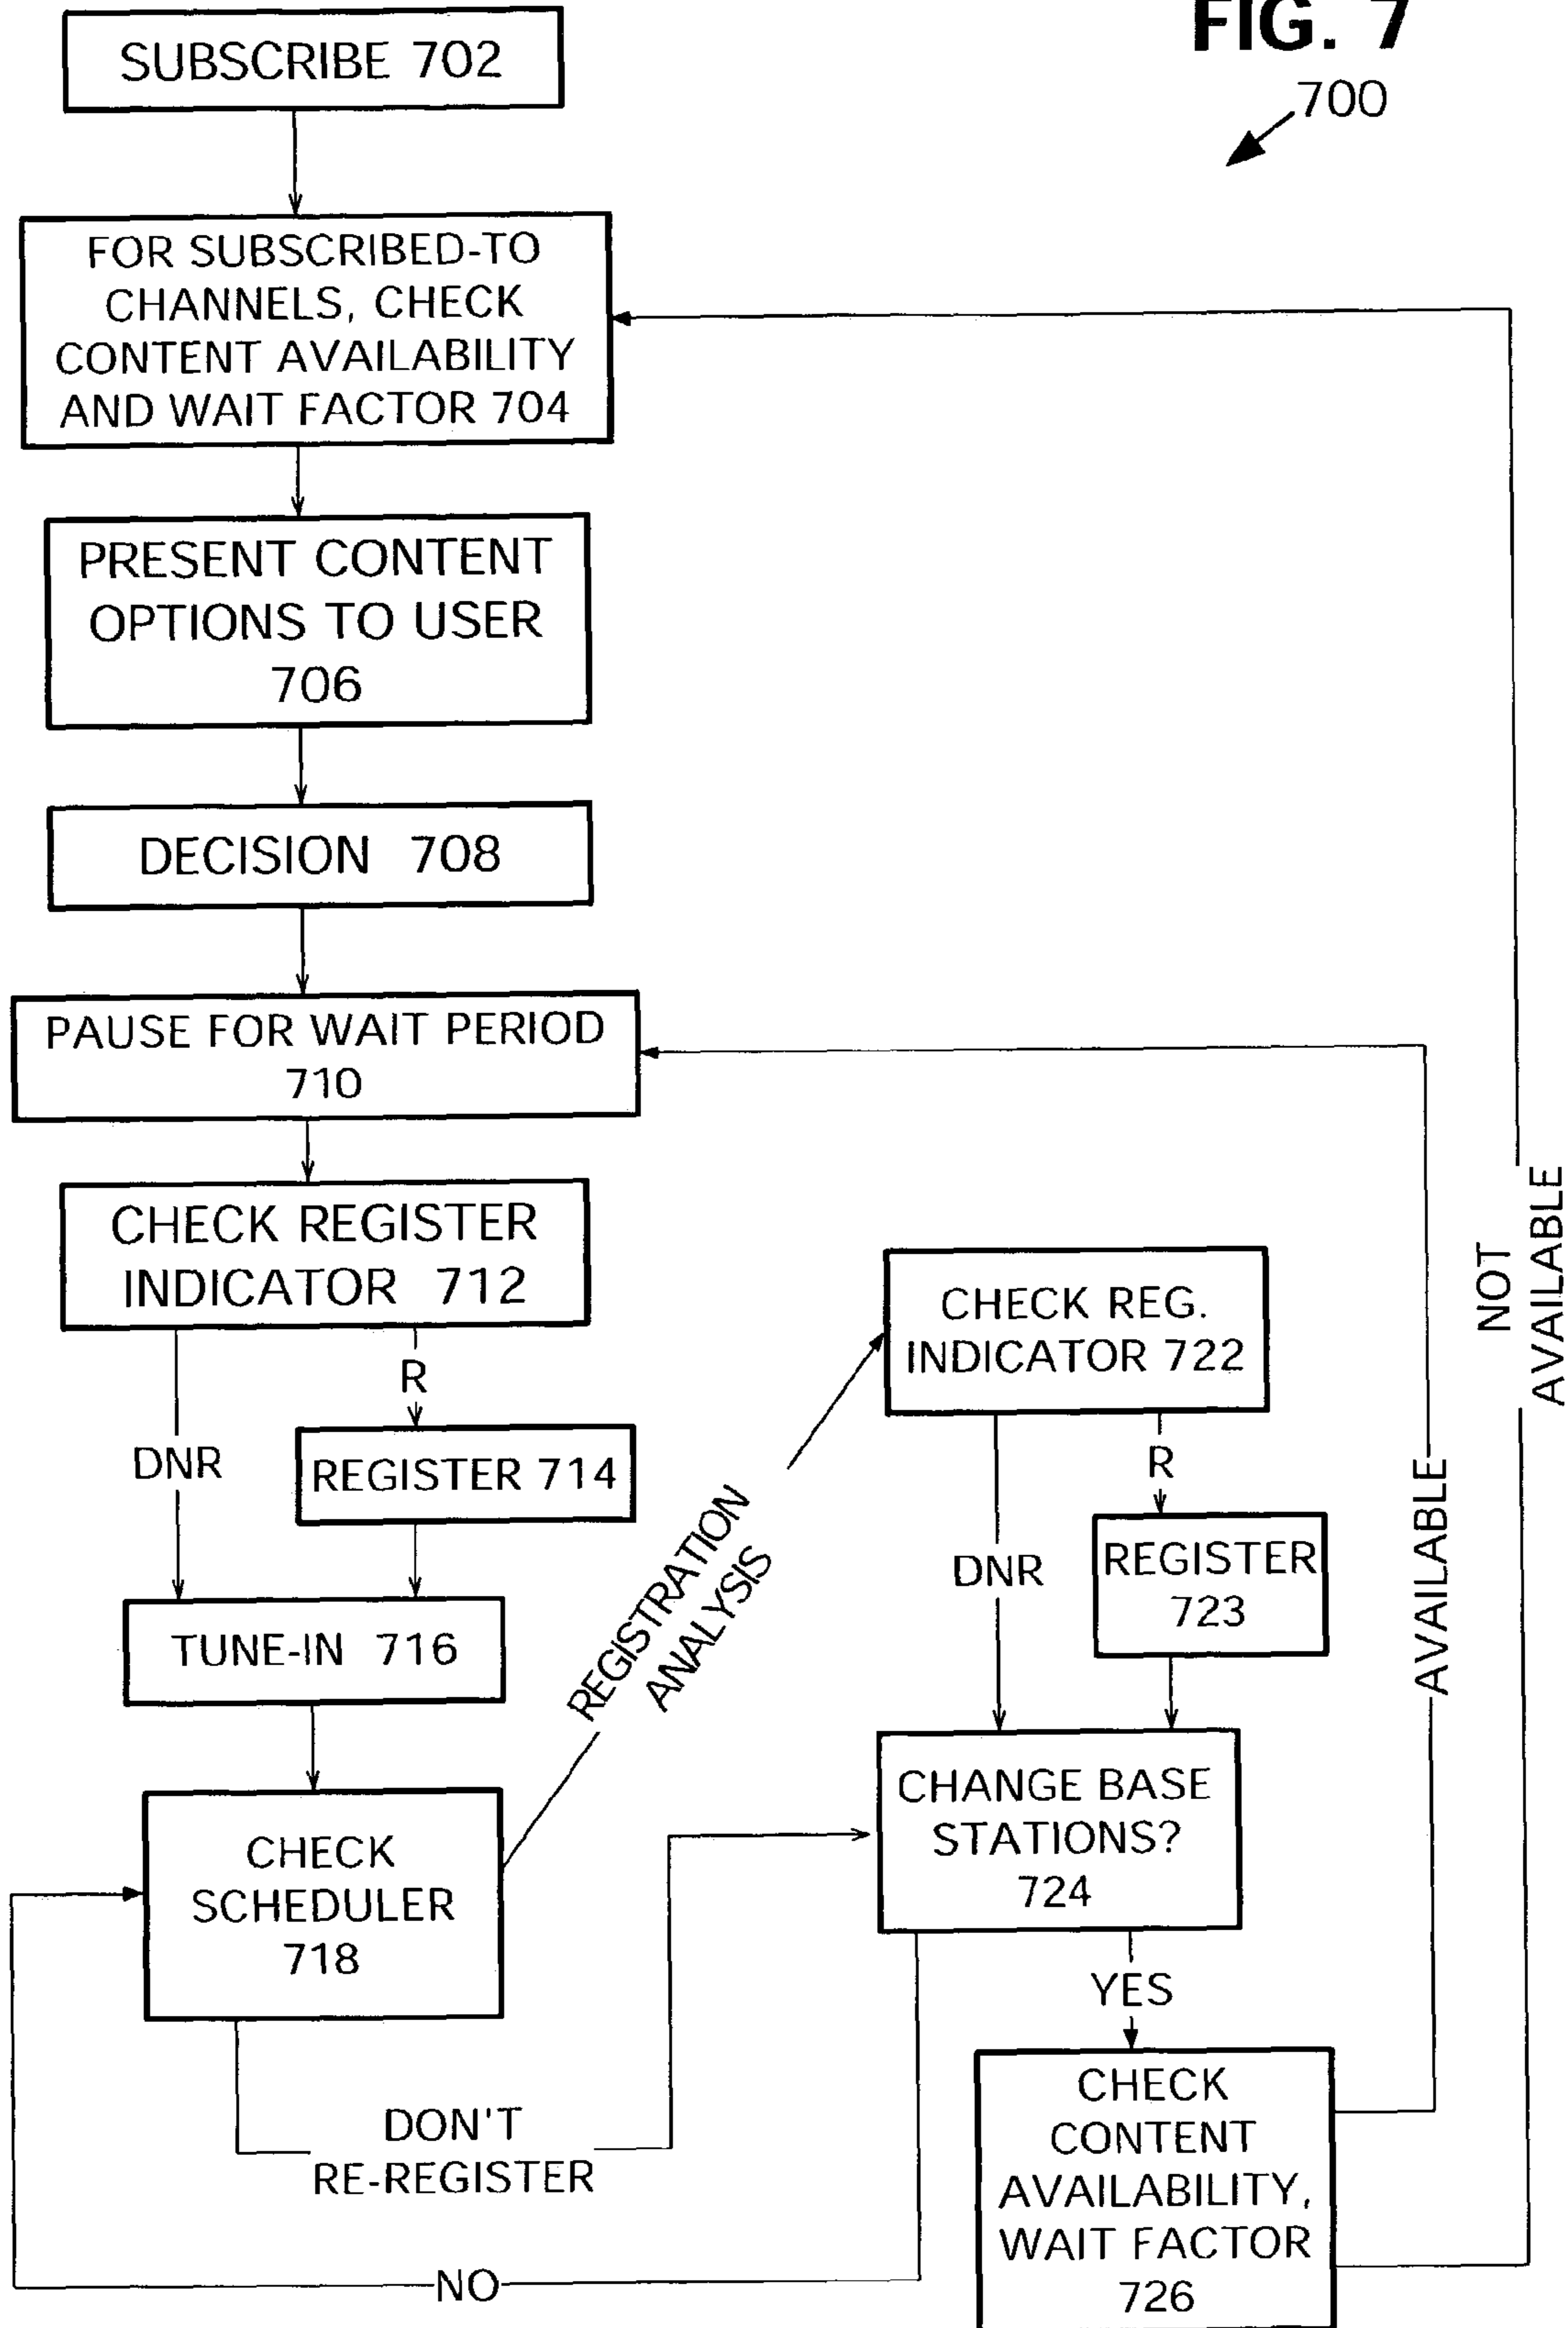 FIG. 7
700
SUBSCRIBE 702
FOR SUBSCRIBED-TO
CHANNELS, CHECK
CONTENT AVAILABILITY
AND WAIT FACTOR 704
PRESENT CONTENT
OPTIONS TO USER
706
DECISION 708
PAUSE FOR WAIT PERIOD
710
CHECK REGISTER
INDICATOR 712
R
DNR
REGISTER 714
TUNE-IN 716
CHECK
SCHEDULER
718
REGISTRATION
ANALYSIS
DON'T
RE-REGISTER
CHECK REG.
INDICATOR 722
R
DNR
REGISTER
723
CHANGE BASE
STATIONS?
724
YES
NO
CHECK
CONTENT
AVAILABILITY,
WAIT FACTOR
726
AVAILABLE
NOT
AVAILABLE